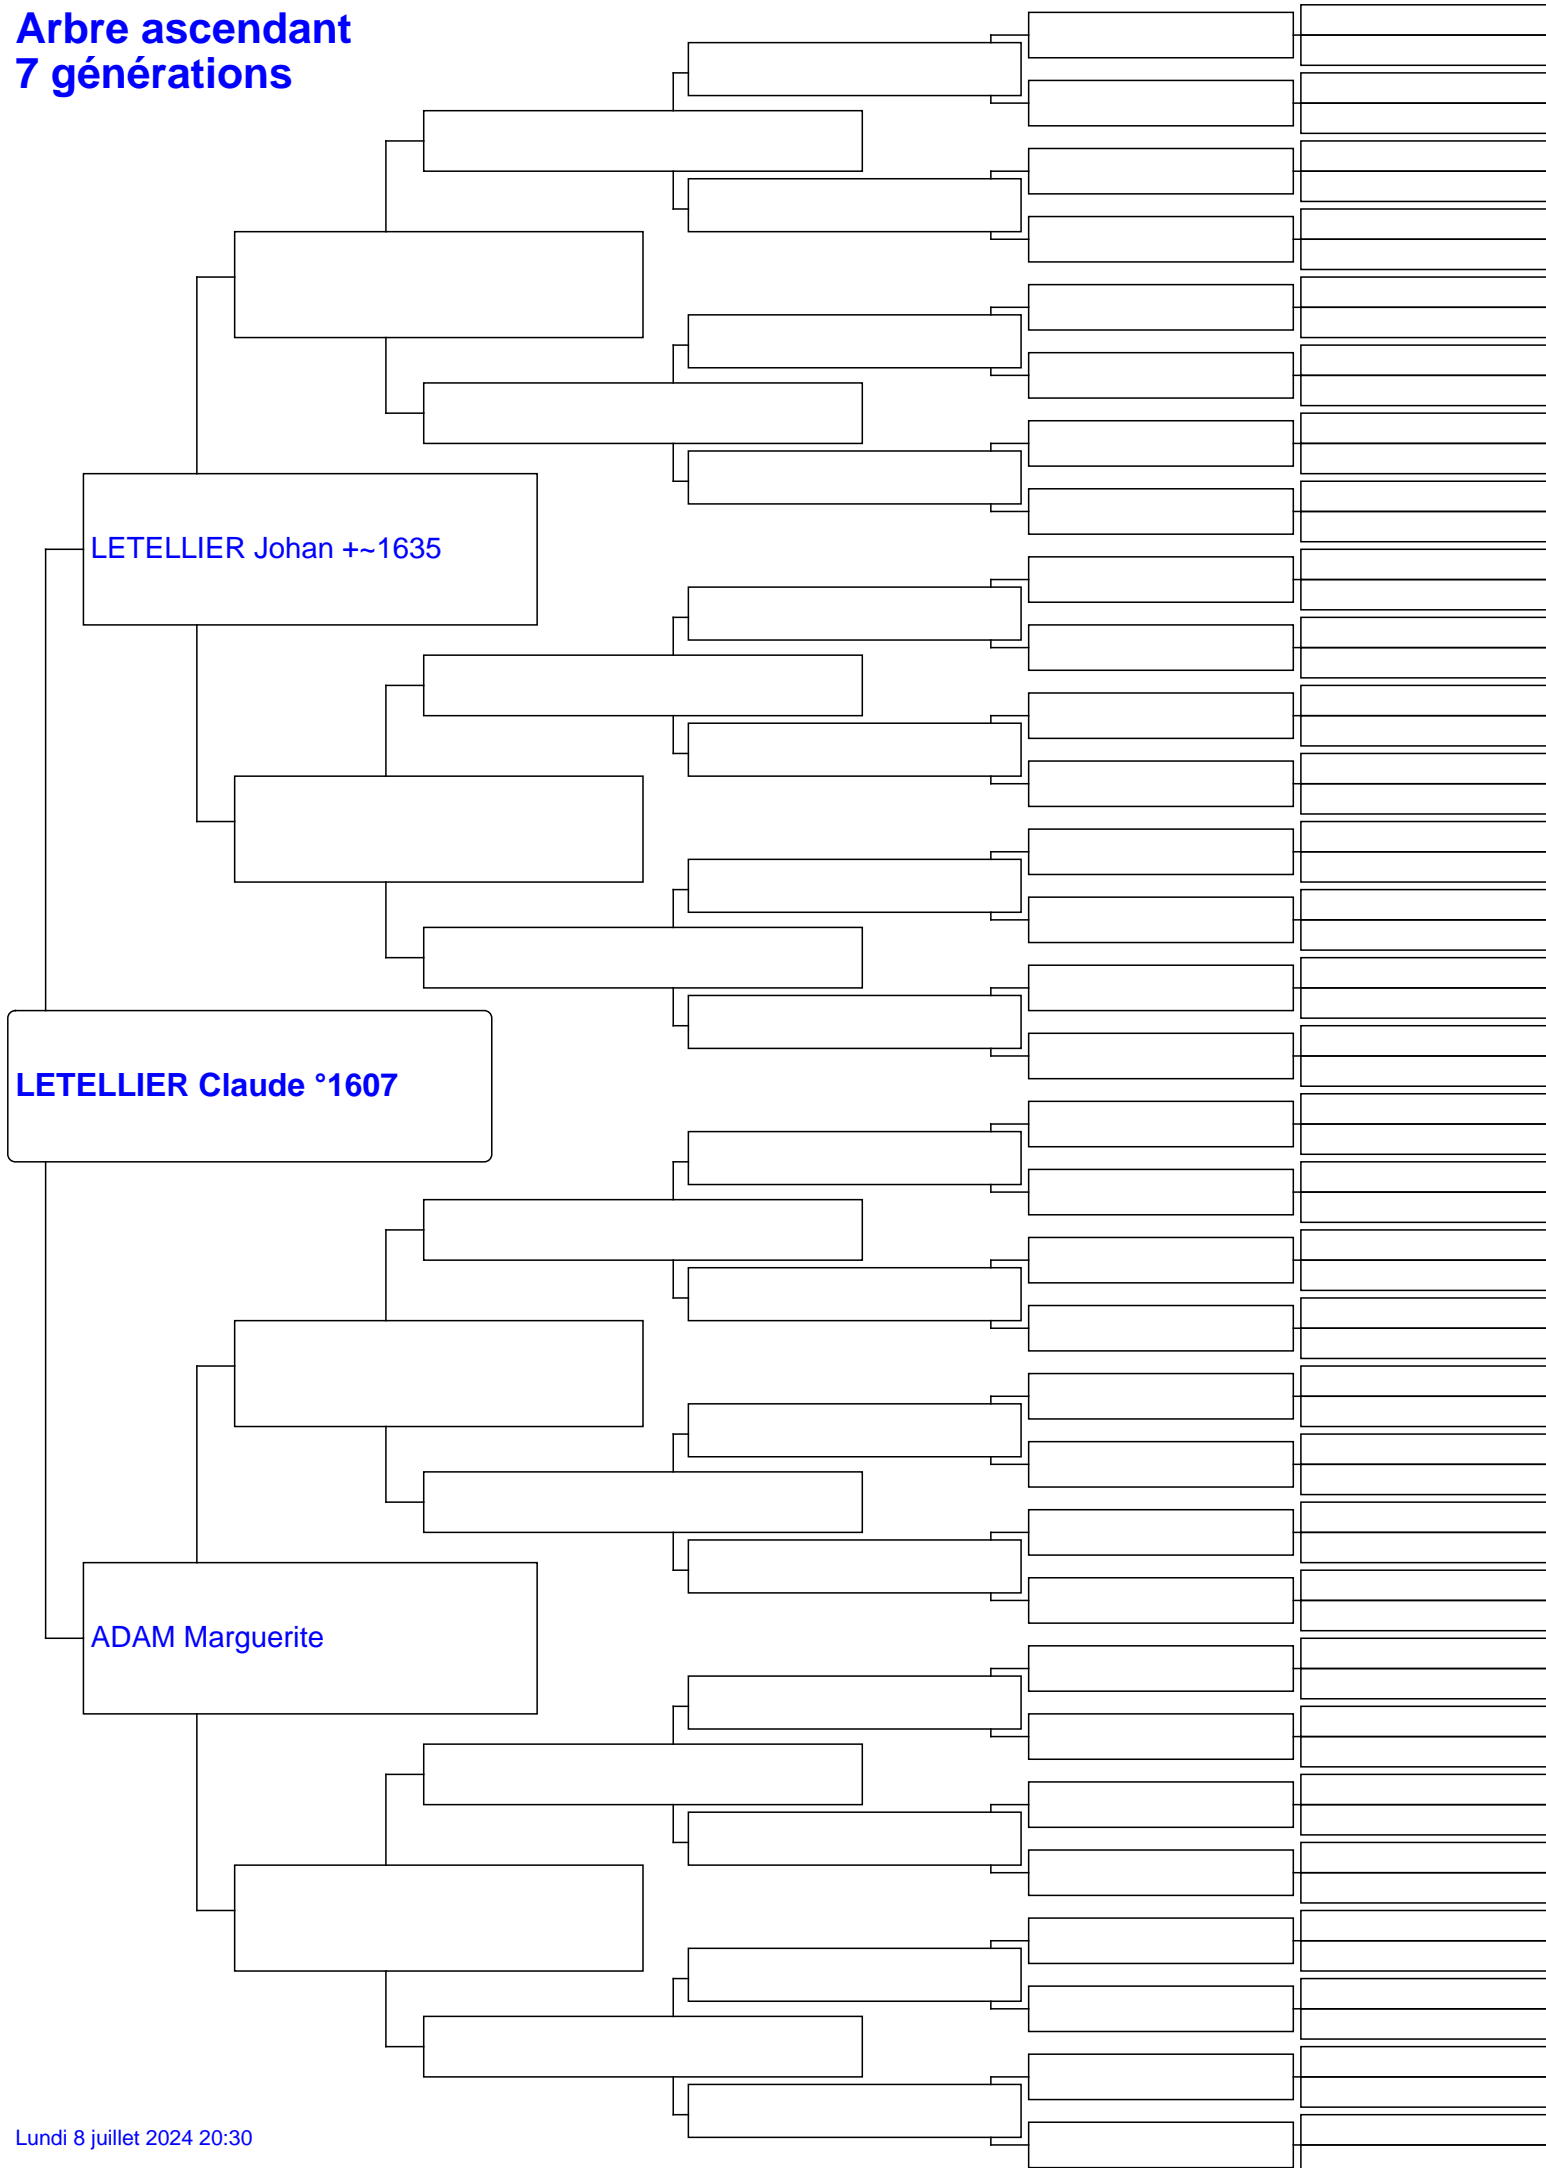 Arbre ascendant
7 générations
LETELLIER Johan +~1635
LETELLIER Claude °1607
ADAM Marguerite
Lundi 8 juillet 2024 20:30